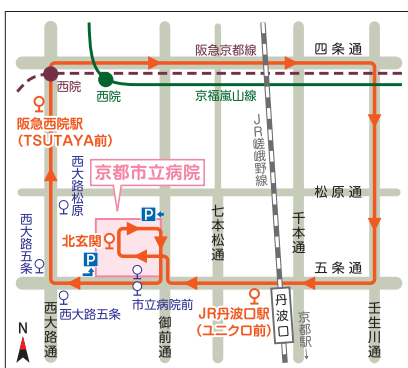 阪急京都線
四条通
西院
西院
京福嵐山線
阪急西院駅
(TSUTAYA前)
JR嵯峨野線
西大路松原
京都市立病院
松原通
七本松通
千本通
P
北玄関
西大路五条
P
五条通
市立病院前
西大路五条
JR丹波口駅
(ユニクロ前)
丹波口
京都駅
壬生川通
御前通
西大路通
N